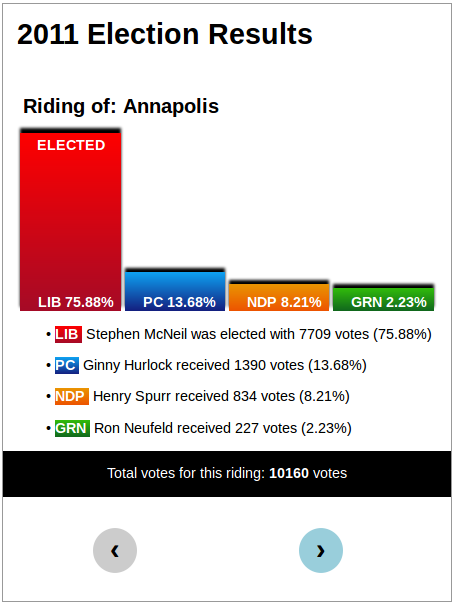 2011 Election Results
Riding of: Annapolis
ELECTED
LIB 75.88% PC 13.68% NDP 8.21% GRN 2.23%
• LIB Stephen McNeil was elected with 7709 votes (75.88%)
• PC Ginny Hurlock received 1390 votes (13.68%)
• NDP Henry Spurr received 834 votes (8.21%)
• GRN Ron Neufeld received 227 votes (2.23%)
Total votes for this riding: 10160 votes
‹ ›